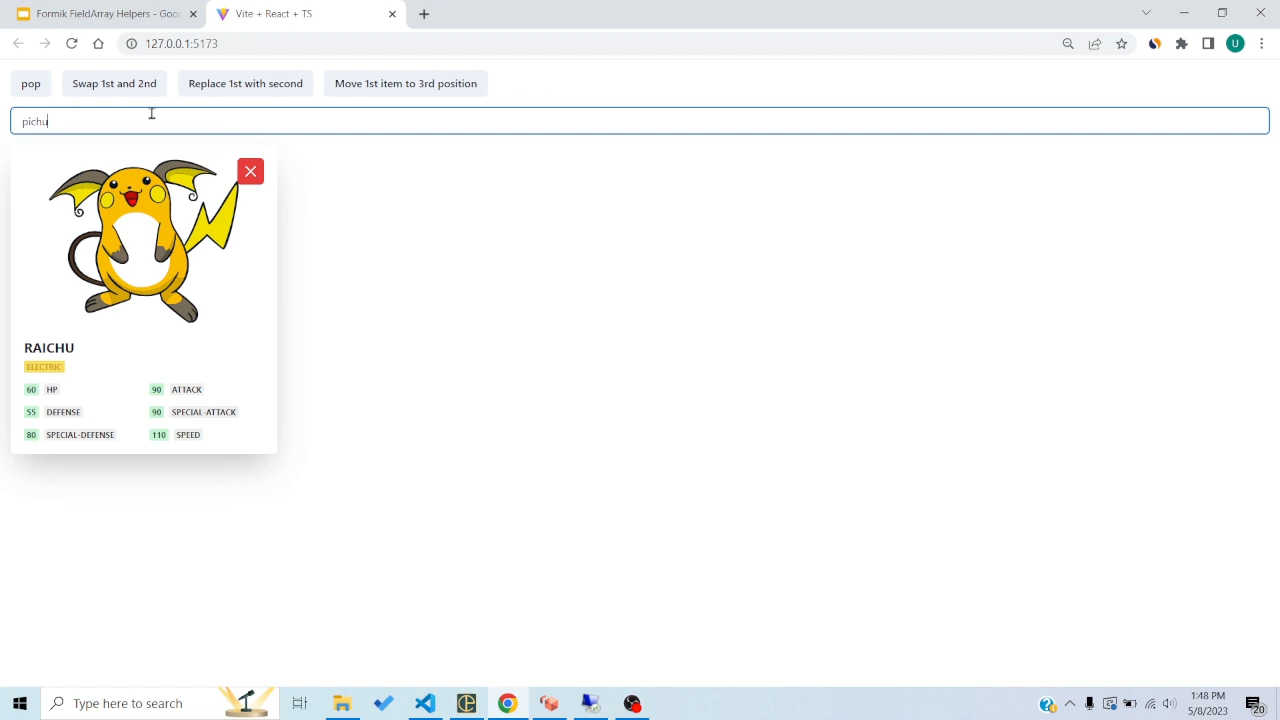 Formik FieldArray Helpers - Goo
Vite + React + TS
127.0.0.1:5173
U
pop
Swap 1st and 2nd
Replace 1st with second
Move 1st item to 3rd position
pichu
RAICHU
ELECTRIC
60 HP
90 ATTACK
55 DEFENSE
90 SPECIAL-ATTACK
80 SPECIAL-DEFENSE
110 SPEED
Type here to search
1:48 PM
5/8/2023
20